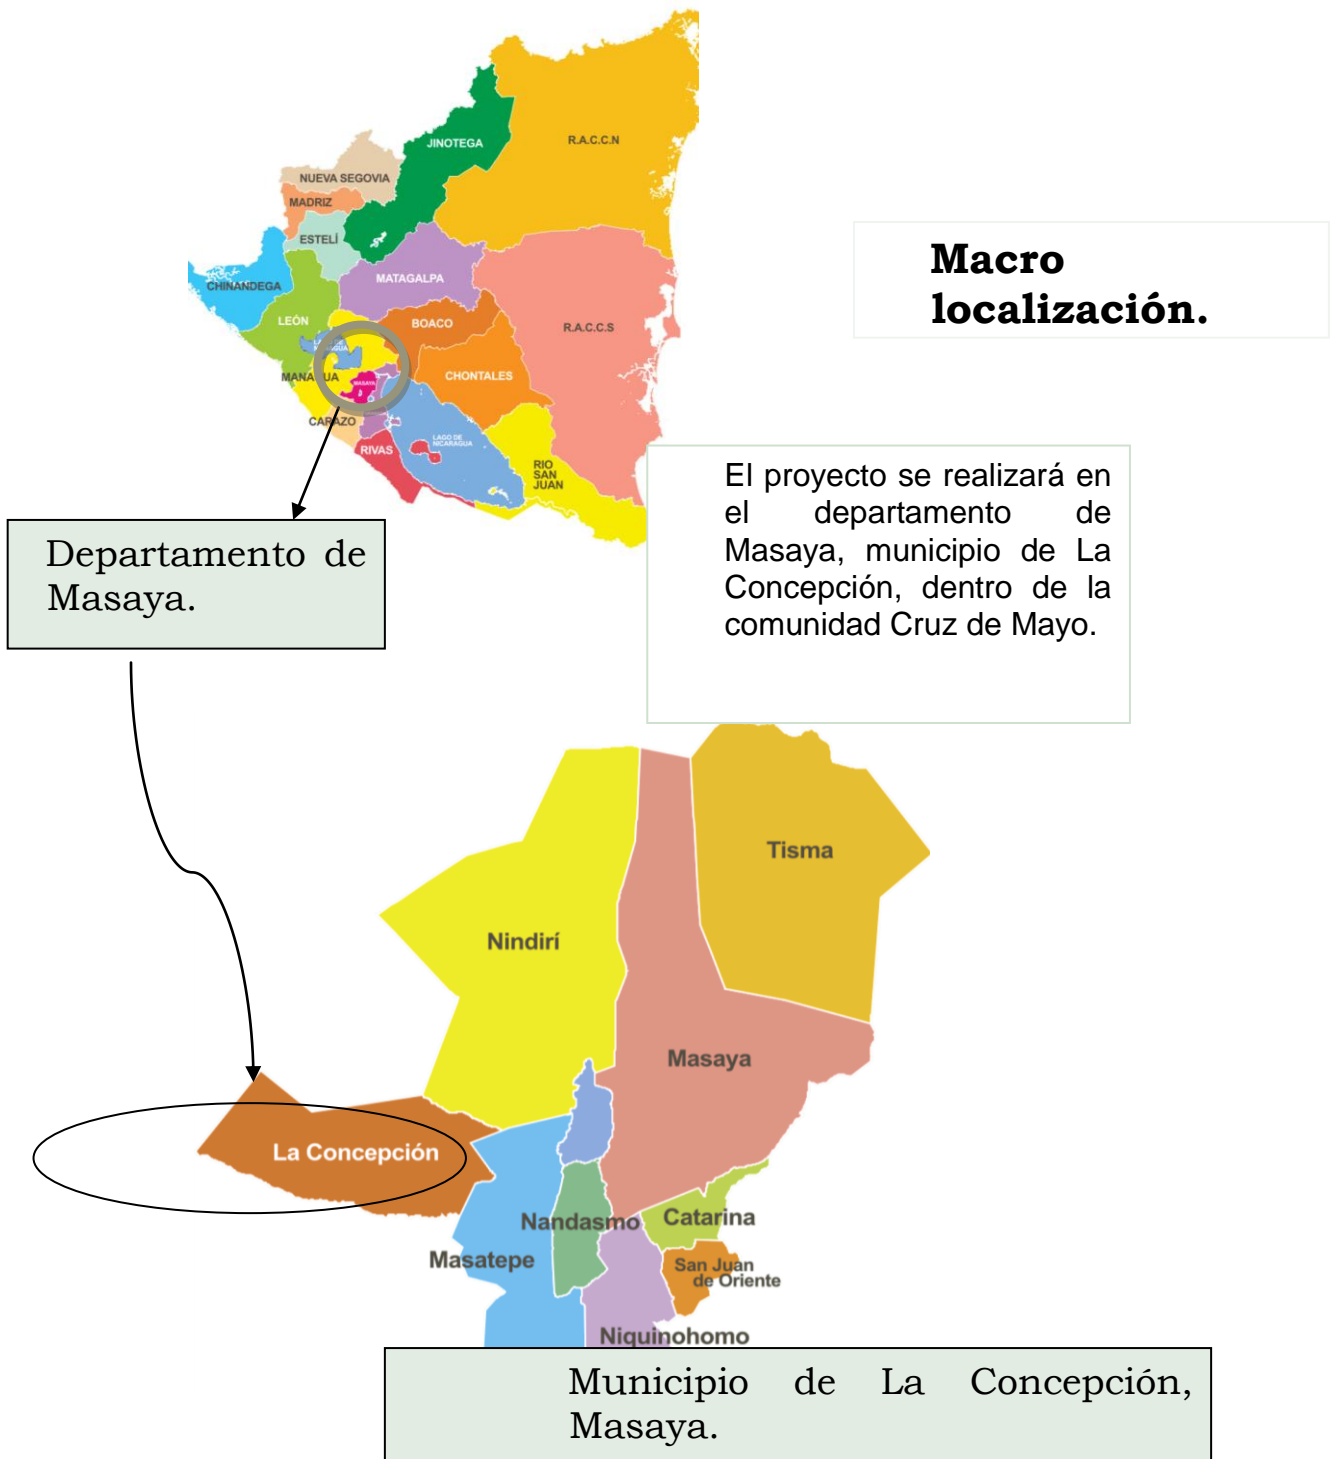 JINOTEGA
R.A.C.C.N
NUEVA SEGOVIA
MADRIZ
ESTELÍ
CHINANDEGA
MATAGALPA
LEÓN
BOACO
R.A.C.C.S
MANAGUA
MASAYA
CHONTALES
CARAZO
RIVAS
LAGO DE
NICARAGUA
RIO
SAN
JUAN
Macro
localización.
El proyecto se realizará en
el departamento de
Masaya, municipio de La
Concepción, dentro de la
comunidad Cruz de Mayo.
Departamento de
Masaya.
Tisma
Nindirí
Masaya
La Concepción
Nandasmo
Catarina
Masatepe
San Juan
de Oriente
Niquinohomo
Municipio de La Concepción,
Masaya.